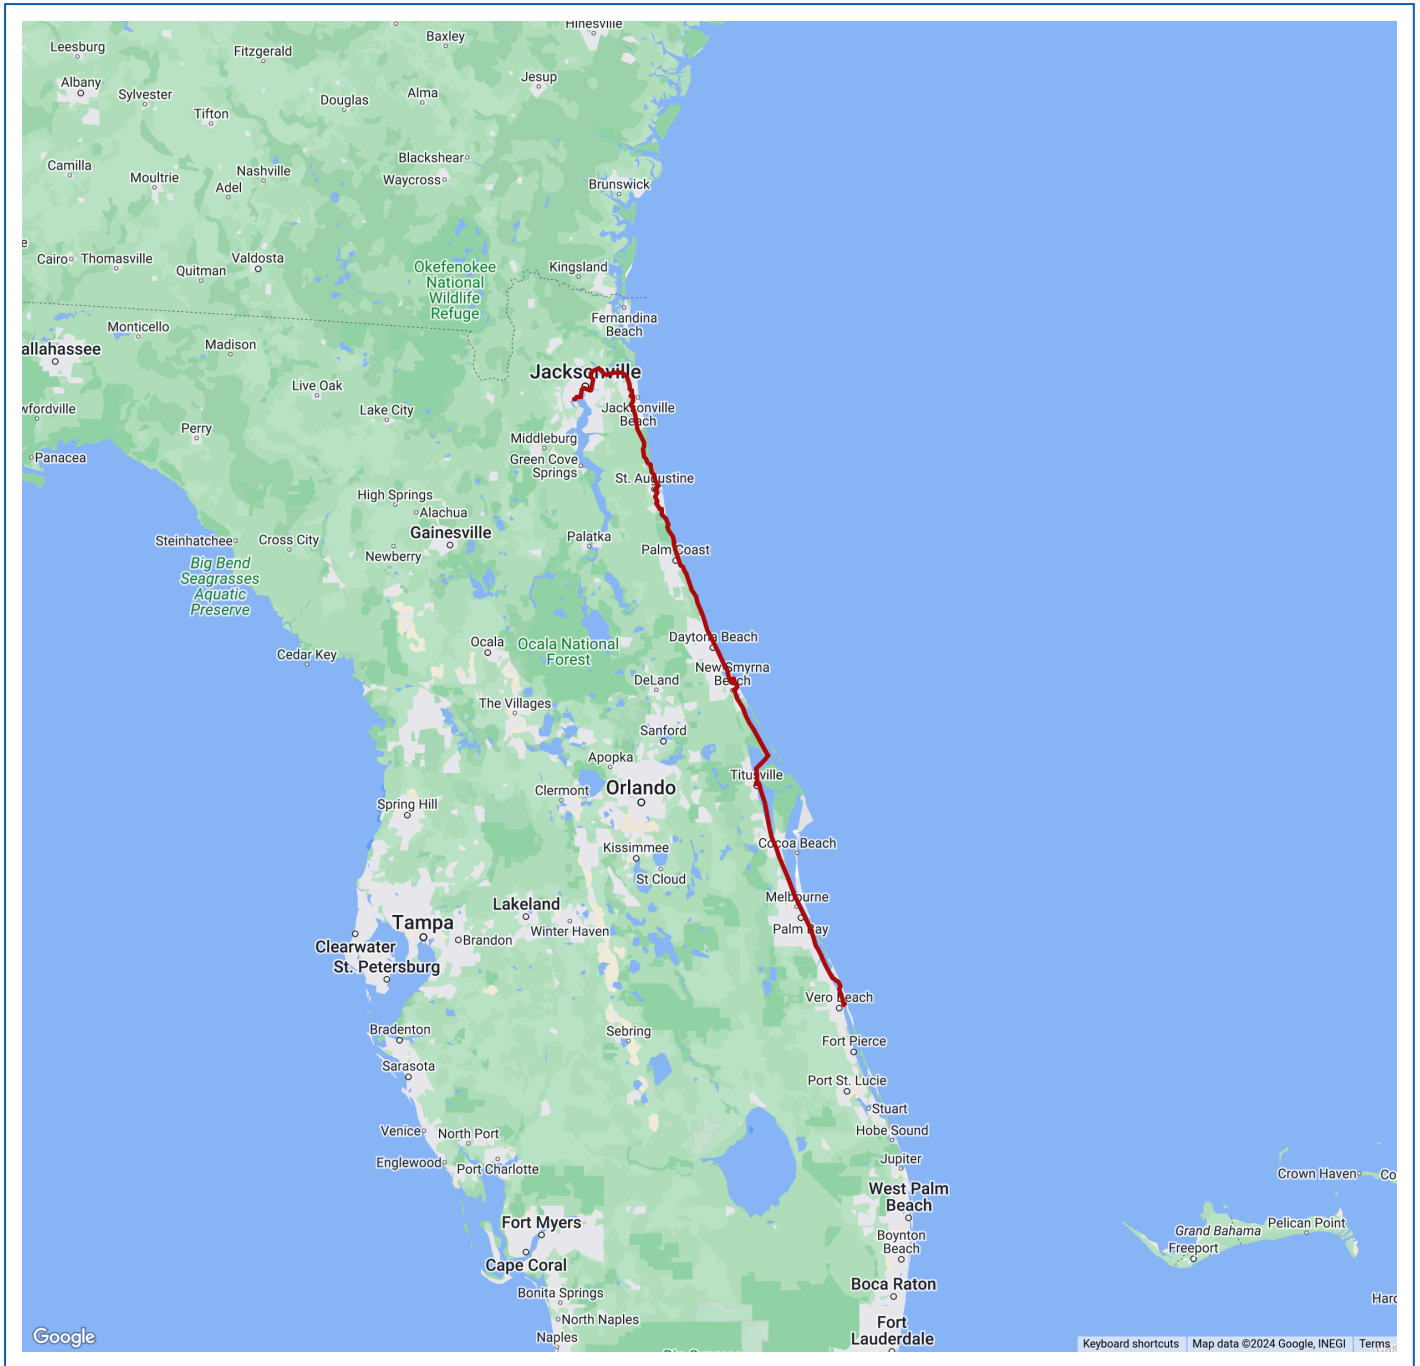 Hinesville
Baxley
Leesburg
Fitzgerald
Albany
Jesup
Sylvester
Douglas
Alma
Tifton
Blackshear
Camilla
Moultrie
Nashville
Waycross
Adel
Brunswick
Cairo
Thomasville
Valdosta
Quitman
Okefenokee
National
Wildlife
Refuge
Kingsland
Fernandina
Beach
Monticello
allahassee
Madison
Jacksonville
Live Oak
Lake City
wfordville
Jacksonville
Beach
Perry
Middleburg
Panacea
Green Cove
Springs
St. Augustine
High Springs
Alachua
Gainesville
Steinhatchee
Cross City
Newberry
Palatka
Palm Coast
Big Bend
Seagrasses
Aquatic
Preserve
Ocala
Ocala National
Forest
Daytona Beach
Cedar Key
New Smyrna
Beach
DeLand
The Villages
Sanford
Apopka
Titusville
Orlando
Clermont
Spring Hill
Cocoa Beach
Kissimmee
St Cloud
Melbourne
Lakeland
Tampa
Winter Haven
Palm Bay
Brandon
Clearwater
St. Petersburg
Vero Beach
Bradenton
Sebring
Fort Pierce
Sarasota
Port St. Lucie
Stuart
Venice
North Port
Hobe Sound
Englewood
Port Charlotte
Jupiter
Crown Haven
Co
West Palm
Beach
Fort Myers
Grand Bahama
Pelican Point
Boynton
Beach
Freeport
Cape Coral
Boca Raton
Bonita Springs
Harc
North Naples
Fort
Lauderdale
Naples
Google
Keyboard shortcuts
Map data ©2024 Google, INEGI
Terms